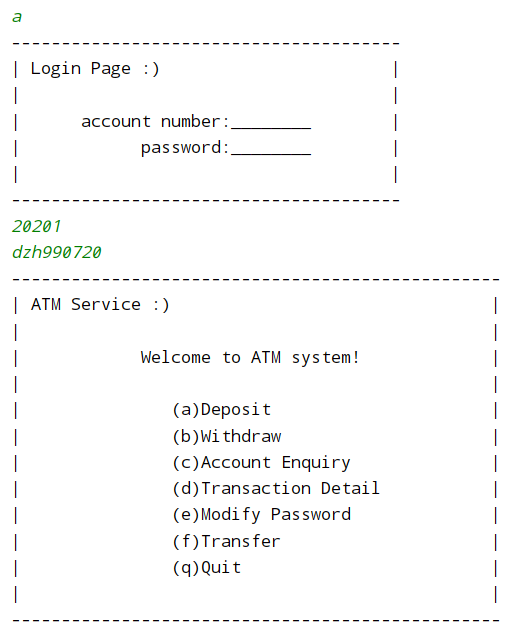 a
---------------------------------------
| Login Page :)                       |
|                                     |
|      account number:________        |
|            password:________        |
|                                     |
---------------------------------------
20201
dzh990720
-------------------------------------------------
| ATM Service :)                                |
|                                               |
|            Welcome to ATM system!             |
|                                               |
|               (a)Deposit                      |
|               (b)Withdraw                     |
|               (c)Account Enquiry              |
|               (d)Transaction Detail           |
|               (e)Modify Password              |
|               (f)Transfer                     |
|               (q)Quit                         |
|                                               |
-------------------------------------------------